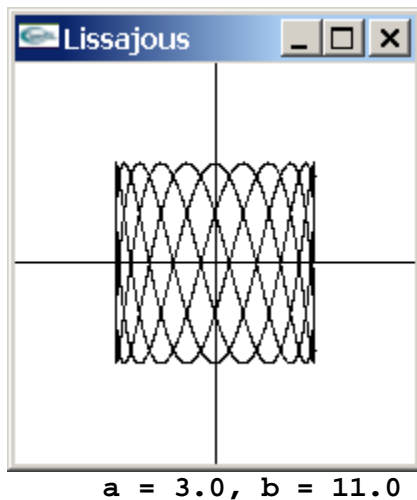 Lissajous
a = 3.0, b = 11.0